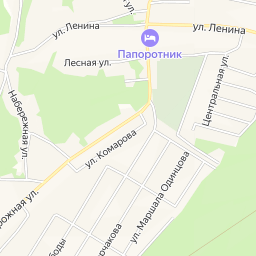 ул. Ленина
ул. Ленина
Папоротник
Лесная ул.
Набережная ул.
Центральная ул.
ул. Комарова
ул. Маршала Одинцова